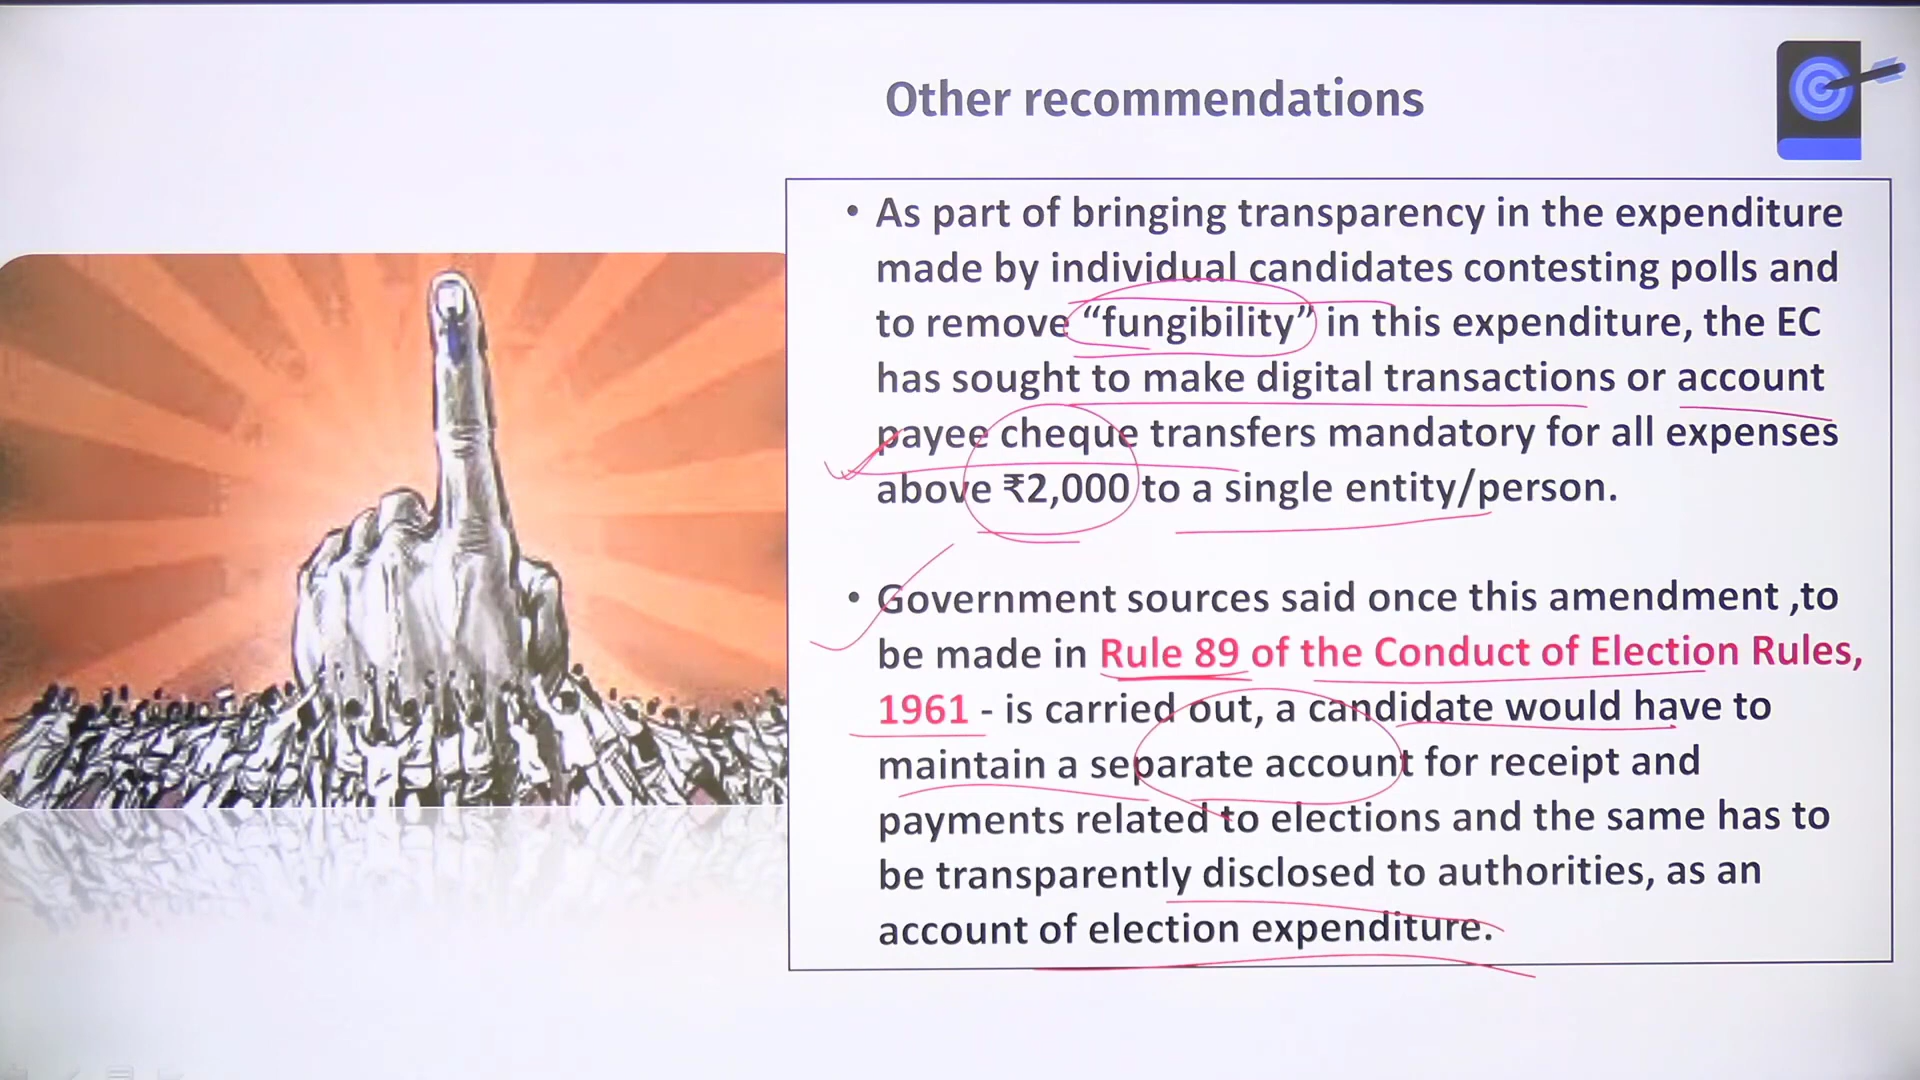 Other recommendations
• As part of bringing transparency in the expenditure
made by individual candidates contesting polls and
to remove “fungibility” in this expenditure, the EC
has sought to make digital transactions or account
payee cheque transfers mandatory for all expenses
above ₹2,000 to a single entity/person.
• Government sources said once this amendment ,to
be made in Rule 89 of the Conduct of Election Rules,
1961 - is carried out, a candidate would have to
maintain a separate account for receipt and
payments related to elections and the same has to
be transparently disclosed to authorities, as an
account of election expenditure.